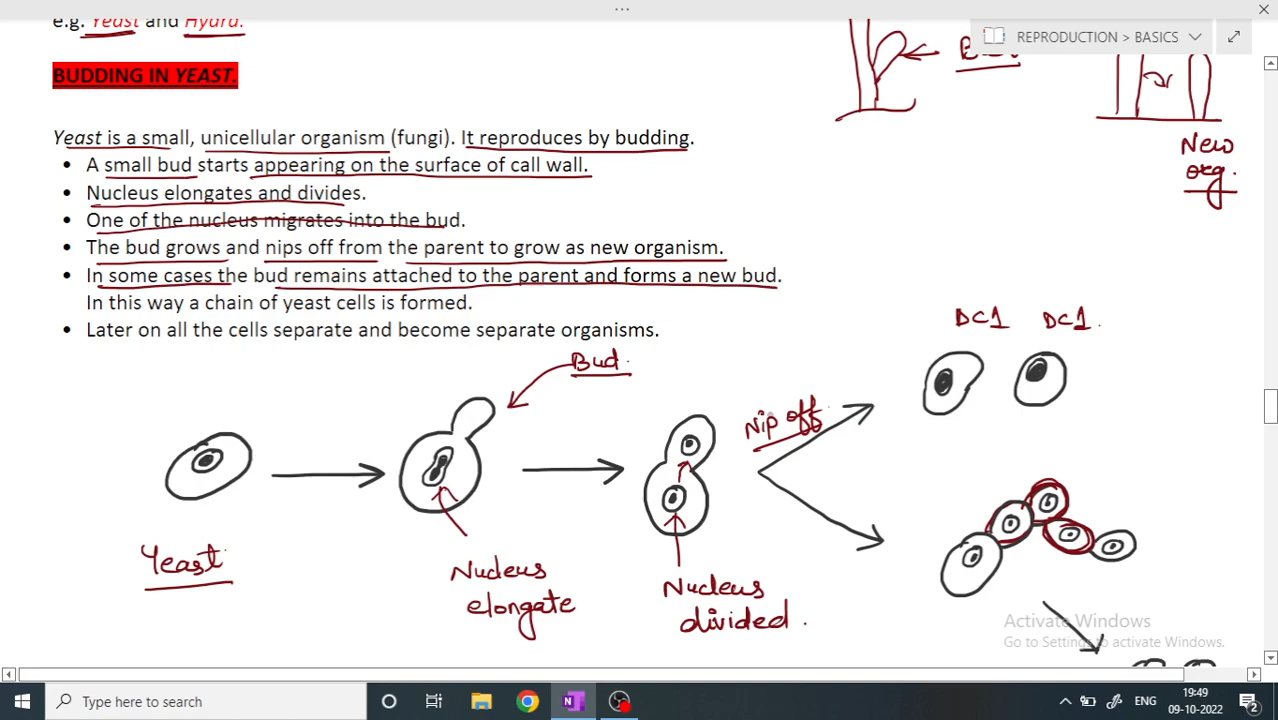 e.g. Yeast and Hydra.
REPRODUCTION > BASICS
BUDDING IN YEAST.
New
org.
Yeast is a small, unicellular organism (fungi). It reproduces by budding.
• A small bud starts appearing on the surface of call wall.
• Nucleus elongates and divides.
• One of the nucleus migrates into the bud.
• The bud grows and nips off from the parent to grow as new organism.
• In some cases the bud remains attached to the parent and forms a new bud.
In this way a chain of yeast cells is formed.
• Later on all the cells separate and become separate organisms.
DC1 DC1.
Bud.
Nip off
Yeast
Nucleus
elongate
Nucleus
divided.
Activate Windows
Go to Settings to activate Windows.
Type here to search
ENG
19:49
09-10-2022
2